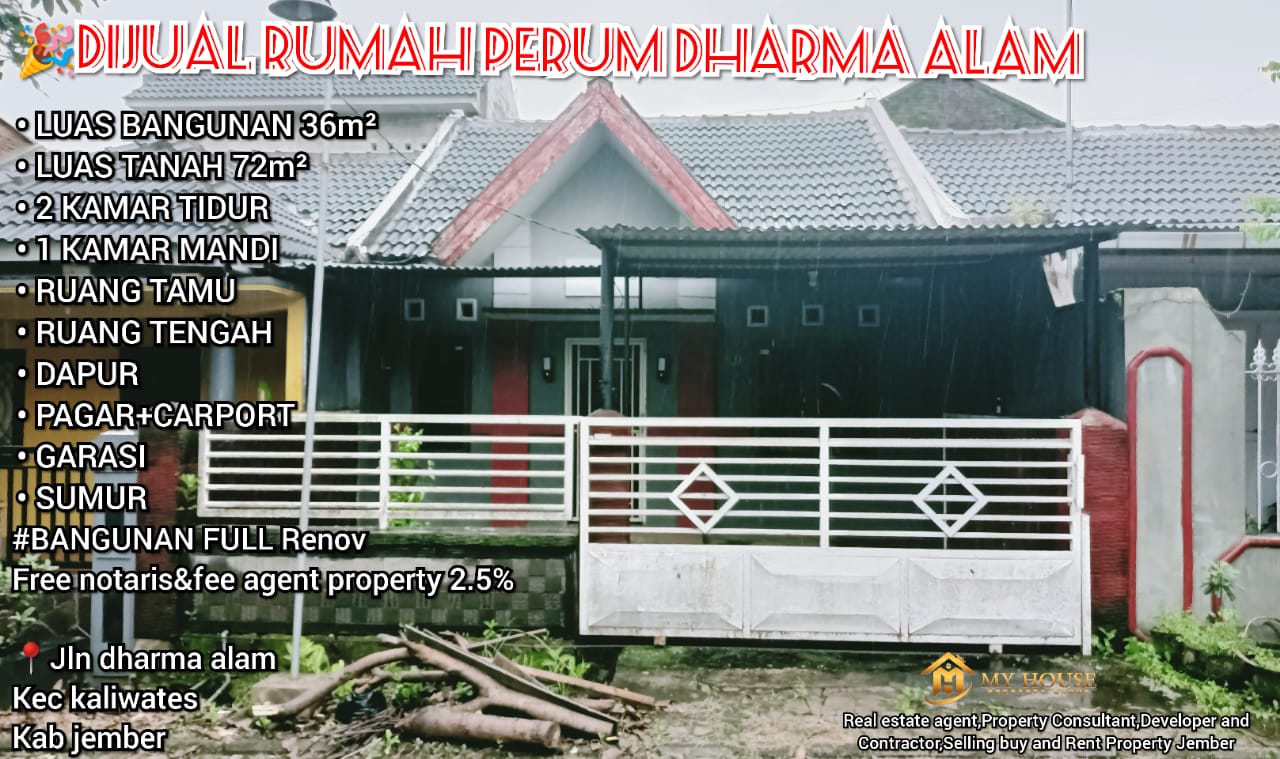 🎉DIJUAL RUMAH PERUM DHARMA ALAM
• LUAS BANGUNAN 36m²
• LUAS TANAH 72m²
• 2 KAMAR TIDUR
• 1 KAMAR MANDI
• RUANG TAMU
• RUANG TENGAH
• DAPUR
• PAGAR+CARPORT
• GARASI
• SUMUR
#BANGUNAN FULL Renov
Free notaris&fee agent property 2.5%
📍Jln dharma alam
Kec kaliwates
Kab jember
MY HOUSE
Real estate agent,Property Consultant,Developer and
Contractor,Selling buy and Rent Property Jember